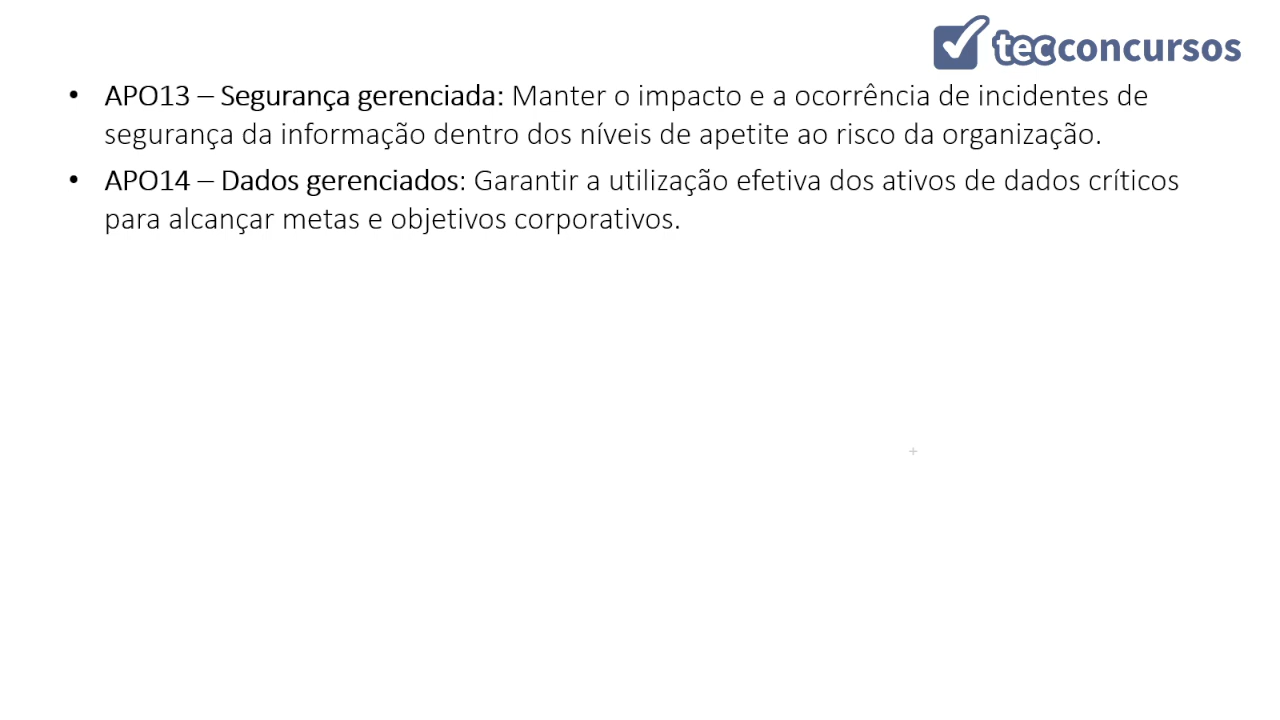 tecconcursos
• APO13 – Segurança gerenciada: Manter o impacto e a ocorrência de incidentes de
segurança da informação dentro dos níveis de apetite ao risco da organização.
• APO14 – Dados gerenciados: Garantir a utilização efetiva dos ativos de dados críticos
para alcançar metas e objetivos corporativos.